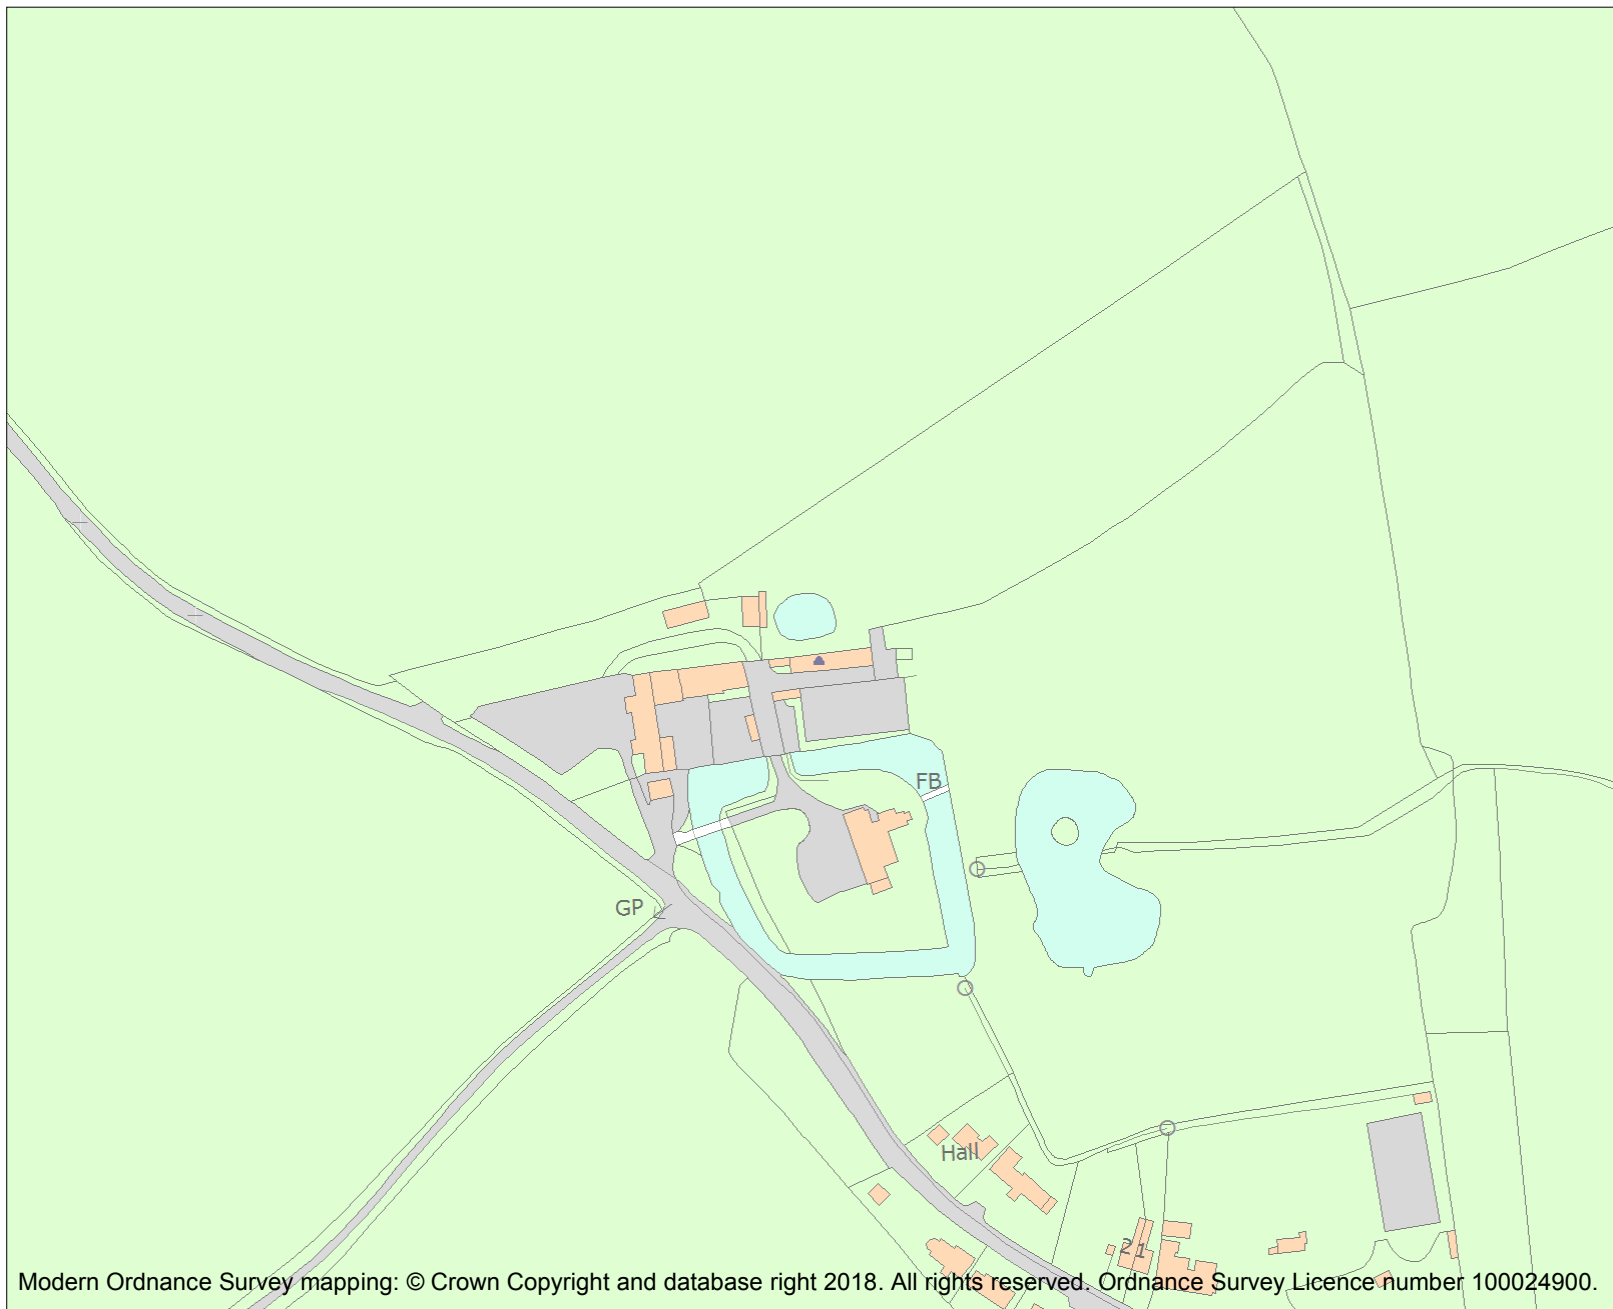 FB
GP
Hall
21
Modern Ordnance Survey mapping: © Crown Copyright and database right 2018. All rights reserved. Ordnance Survey Licence number 100024900.